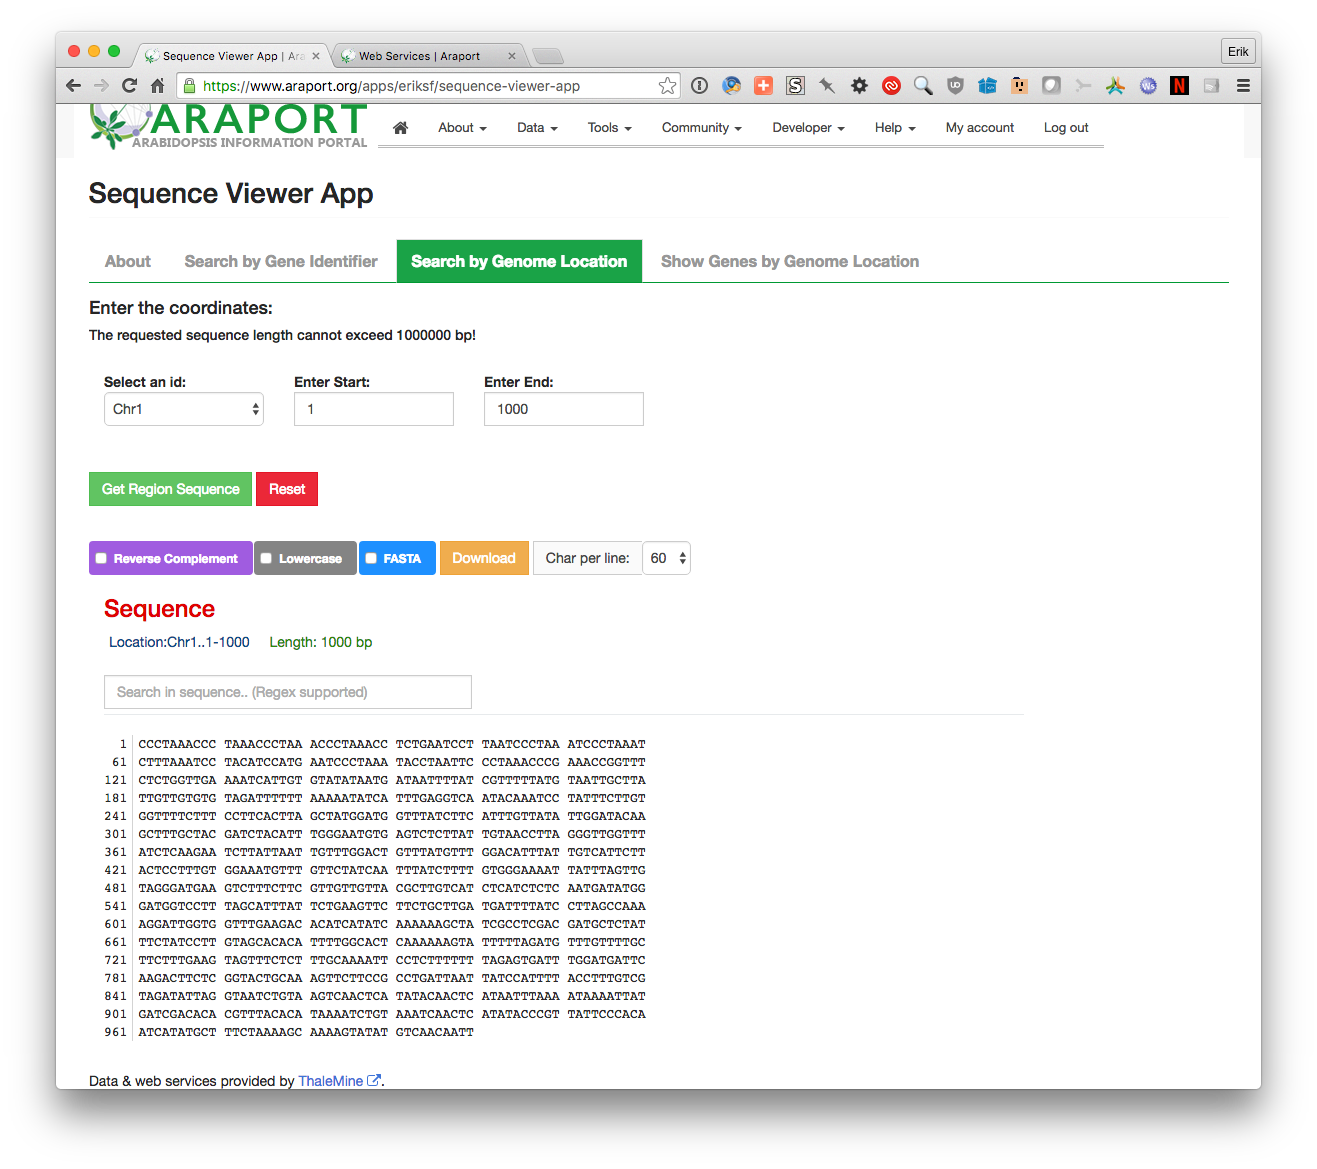 Sequence Viewer App | Ara
Web Services | Araport
Erik
https://www.araport.org/apps/eriksf/sequence-viewer-app
ARAPORT
ARABIDOPSIS INFORMATION PORTAL
About Data Tools Community Developer Help My account Log out
Sequence Viewer App
About Search by Gene Identifier Search by Genome Location Show Genes by Genome Location
Enter the coordinates:
The requested sequence length cannot exceed 1000000 bp!
Select an id: Enter Start: Enter End:
Chr1 1 1000
Get Region Sequence Reset
Reverse Complement Lowercase FASTA Download Char per line: 60
Sequence
Location:Chr1..1-1000 Length: 1000 bp
Search in sequence.. (Regex supported)
1 CCCTAAACCC TAAACCCTAA ACCCTAAACC TCTGAATCCT TAATCCCTAA ATCCCTAAAT
61 CTTTAAATCC TACATCCATG AATCCCTAAA TACCTAATTC CCTAAACCCG AAACCGGTTT
121 CTCTGGTTGA AAATCATTGT GTATATAATG ATAATTTTAT CGTTTTTATG TAATTGCTTA
181 TTGTTGTGTG TAGATTTTTT AAAAATATCA TTTGAGGTCA ATACAAATCC TATTTCTTGT
241 GGTTTTCTTT CCTTCACTTA GCTATGGATG GTTTATCTTC ATTTGTTATA TTGGATACAA
301 GCTTTGCTAC GATCTACATT TGGGAATGTG AGTCTCTTAT TGTAACCTTA GGGTTGGTTT
361 ATCTCAAGAA TCTTATTAAT TGTTTGGACT GTTTATGTTT GGACATTTAT TGTCATTCTT
421 ACTCCTTTGT GGAAATGTTT GTTCTATCAA TTTATCTTTT GTGGGAAAAT TATTTAGTTG
481 TAGGGATGAA GTCTTTCTTC GTTGTTGTTA CGCTTGTCAT CTCATCTCTC AATGATATGG
541 GATGGTCCTT TAGCATTTAT TCTGAAGTTC TTCTGCTTGA TGATTTTATC CTTAGCCAAA
601 AGGATTGGTG GTTTGAAGAC ACATCATATC AAAAAAGCTA TCGCCTCGAC GATGCTCTAT
661 TTCTATCCTT GTAGCACACA TTTTGGCACT CAAAAAAGTA TTTTTAGATG TTTGTTTTGC
721 TTCTTTGAAG TAGTTTCTCT TTGCAAAATT CCTCTTTTTT TAGAGTGATT TGGATGATTC
781 AAGACTTCTC GGTACTGCAA AGTTCTTCCG CCTGATTAAT TATCCATTTT ACCTTTGTCG
841 TAGATATTAG GTAATCTGTA AGTCAACTCA TATACAACTC ATAATTTAAA ATAAAATTAT
901 GATCGACACA CGTTTACACA TAAAATCTGT AAATCAACTC ATATACCCGT TATTCCCACA
961 ATCATATGCT TTCTAAAAGC AAAAGTATAT GTCAACAATT
Data & web services provided by ThaleMine.